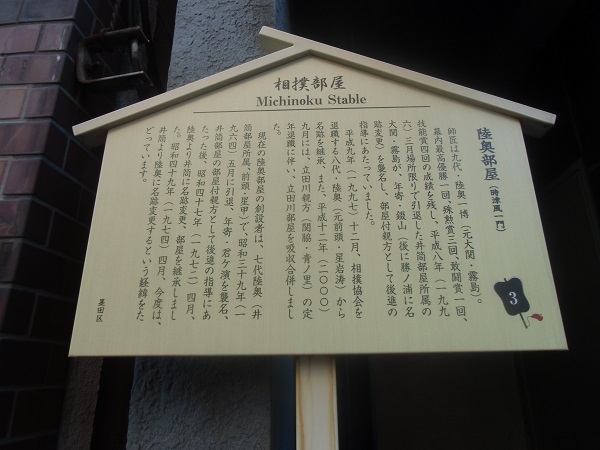 相撲部屋
Michinoku Stable
陸奥部屋（時津風一門）
師匠は九代・陸奥一博（元大関・霧島）。
幕内最高優勝一回、殊勲賞三回、敢闘賞一回、
技能賞四回の成績を残し、平成八年（一九九
六）三月場所限りで引退した井筒部屋所属の
大関・霧島が、年寄・錣山（後に勝ノ浦に名
跡変更）を襲名し、部屋付親方として後進の
指導にあたっていました。
平成九年（一九九七）十二月、相撲協会を
退職する八代・陸奥（元前頭・星岩涛）から
名跡を継承、また、平成十二年（二〇〇〇）
九月には、立田川親方（関脇・青ノ里）の定
年退職に伴い、立田川部屋を吸収合併しまし
た。
現在の陸奥部屋の創設者は、七代陸奥（井
筒部屋所属、前頭・星甲）で、昭和三十九年（一
九六四）五月に引退、年寄・君ケ濱を襲名、
井筒部屋の部屋付親方として後進の指導にあ
たった後、昭和四十七年（一九七二）四月、
陸奥より井筒に名跡変更、部屋を継承しまし
た。昭和四十九年（一九七四）四月、今度は、
井筒より陸奥に名跡変更するという経緯をた
どっています。
墨田区
3